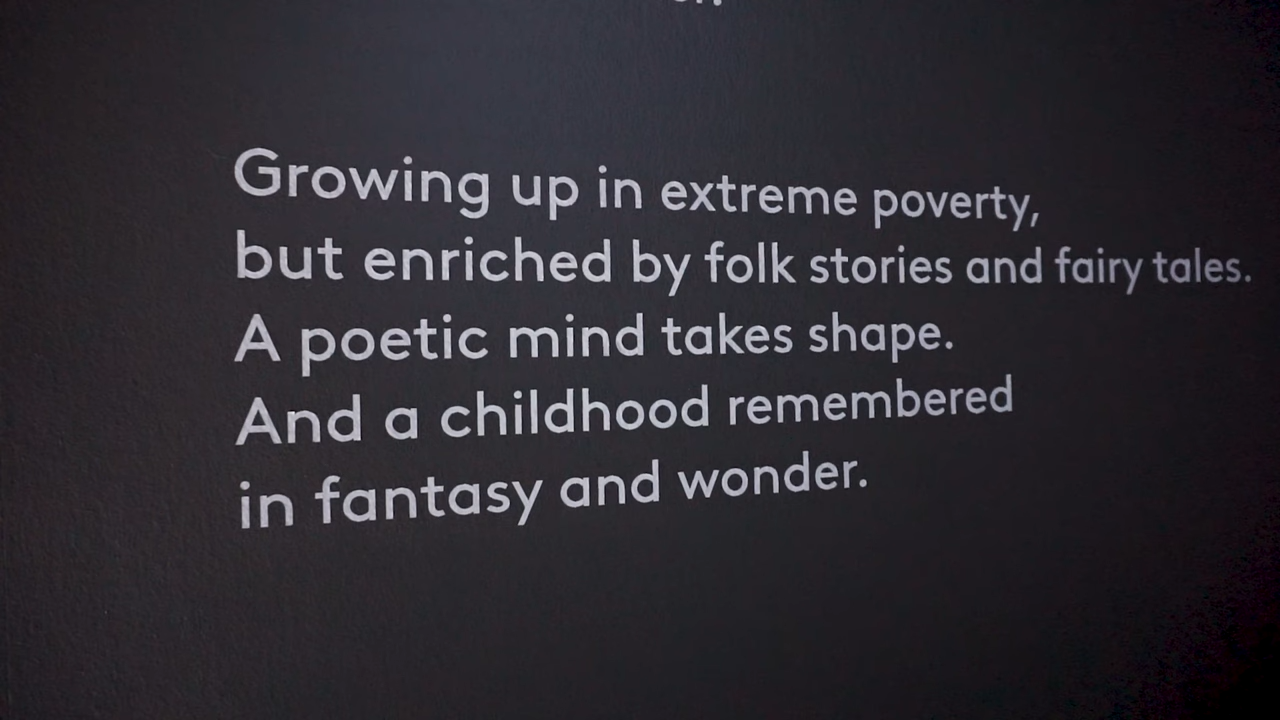 Growing up in extreme poverty,
but enriched by folk stories and fairy tales.
A poetic mind takes shape.
And a childhood remembered
in fantasy and wonder.